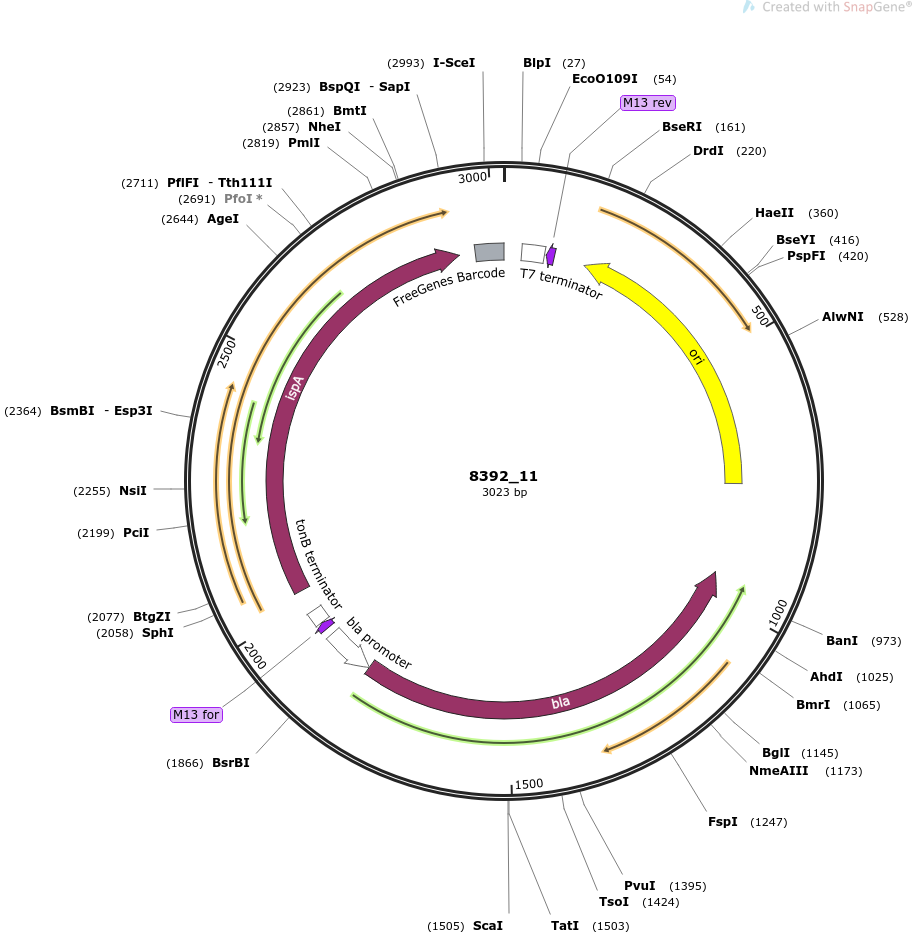 Created with SnapGene®
(2993) I-SceI
BlpI (27)
(2923) BspQI - SapI
EcoO109I (54)
M13 rev
(2861) BmtI
(2857) NheI
BseRI (161)
(2819) PmlI
DrdI (220)
3000
(2711) PflFI - Tth111I
(2691) PfoI *
(2644) AgeI
HaeII (360)
BseYI (416)
PspFI (420)
FreeGenes Barcode
T7 terminator
500
AlwNI (528)
2500
ori
ispA
(2364) BsmBI - Esp3I
8392_11
3023 bp
(2255) NsiI
(2199) PciI
tonB terminator
(2077) BtgZI
(2058) SphI
1000
BanI (973)
bla promoter
2000
AhdI (1025)
bla
BmrI (1065)
M13 for
BglI (1145)
(1866) BsrBI
NmeAIII (1173)
1500
FspI (1247)
PvuI (1395)
TsoI (1424)
(1505) ScaI
TatI (1503)